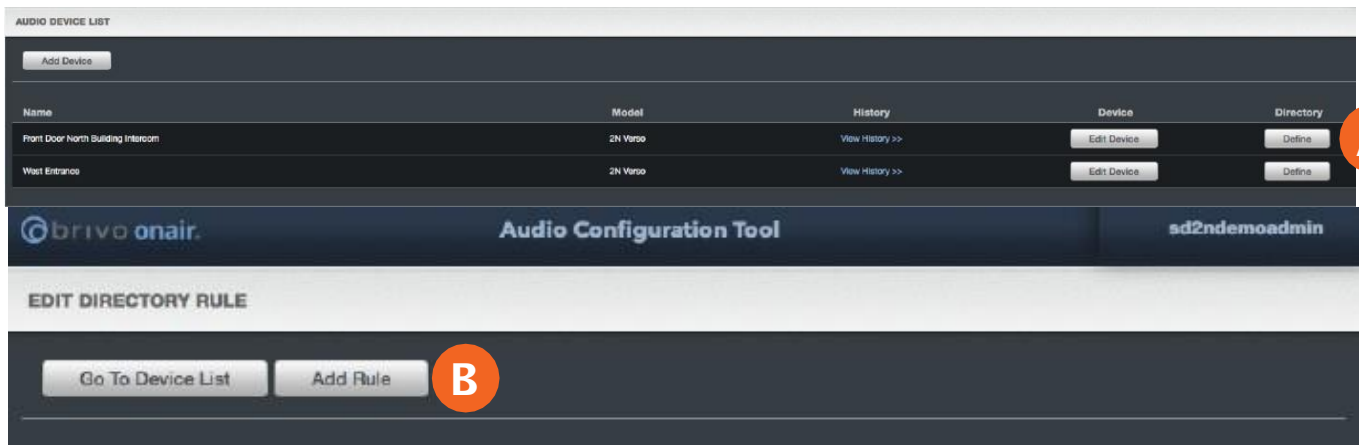 AUDIO DEVICE LIST
Add Device
Name Model History Device Directory
Front Door North Building Intercom 2N Verso View History >> Edit Device Define
West Entrance 2N Verso View History >> Edit Device Define
brivo onair. Audio Configuration Tool sd2ndemoadmin
EDIT DIRECTORY RULE
Go To Device List Add Rule B